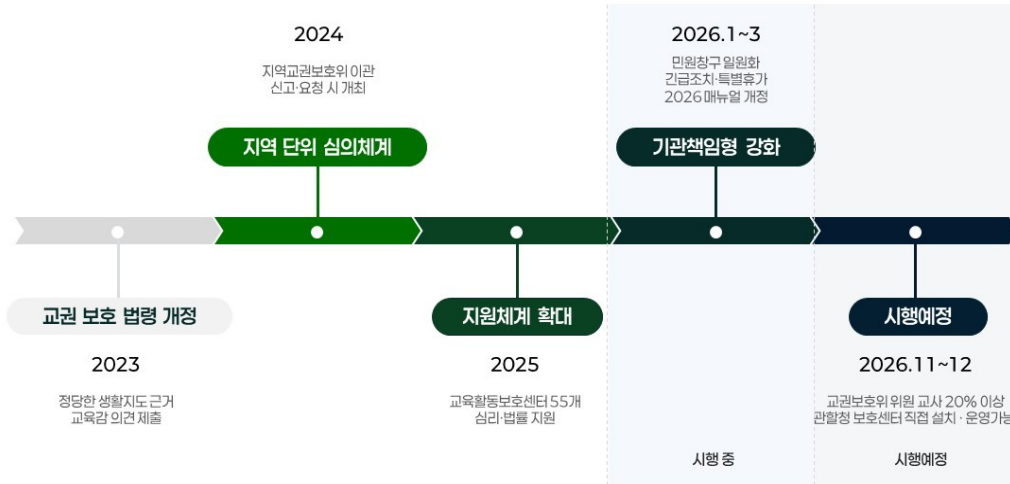 2024
지역교권보호위 이관
신고·요청 시 개최
지역 단위 심의체계
2026.1~3
민원창구 일원화
긴급조치·특별휴가
2026 매뉴얼 개정
기관책임형 강화
교권 보호 법령 개정
2023
정당한 생활지도 근거
교육감 의견 제출
지원체계 확대
2025
교육활동보호센터 55개
심리·법률 지원
시행예정
2026.11~12
교권보호위 위원 교사 20% 이상
관할청 보호센터 직접 설치 · 운영가능
시행 중
시행예정